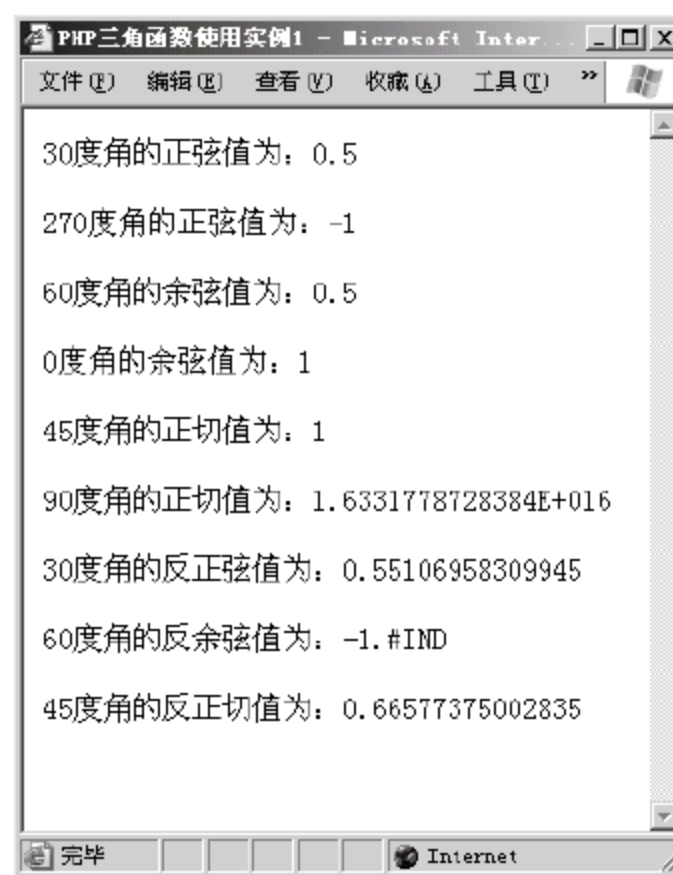 PHP三角函数使用实例1 - Microsoft Inter...
文件(F) 编辑(E) 查看(V) 收藏(A) 工具(T) »
30度角的正弦值为：0.5
270度角的正弦值为：-1
60度角的余弦值为：0.5
0度角的余弦值为：1
45度角的正切值为：1
90度角的正切值为：1.6331778728384E+016
30度角的反正弦值为：0.55106958309945
60度角的反余弦值为：-1.#IND
45度角的反正切值为：0.66577375002835
完毕 Internet